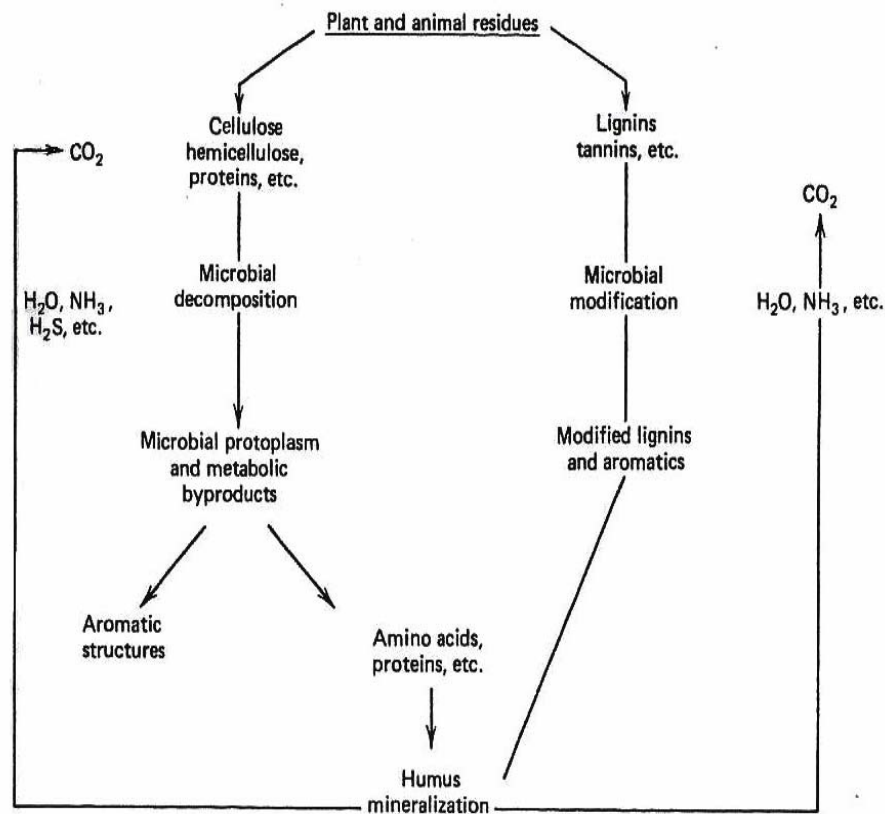 Plant and animal residues
Cellulose
hemicellulose,
proteins, etc.
Lignins
tannins, etc.
CO₂
CO₂
Microbial
decomposition
Microbial
modification
H₂O, NH₃,
H₂S, etc.
H₂O, NH₃, etc.
Microbial protoplasm
and metabolic
byproducts
Modified lignins
and aromatics
Aromatic
structures
Amino acids,
proteins, etc.
Humus
mineralization